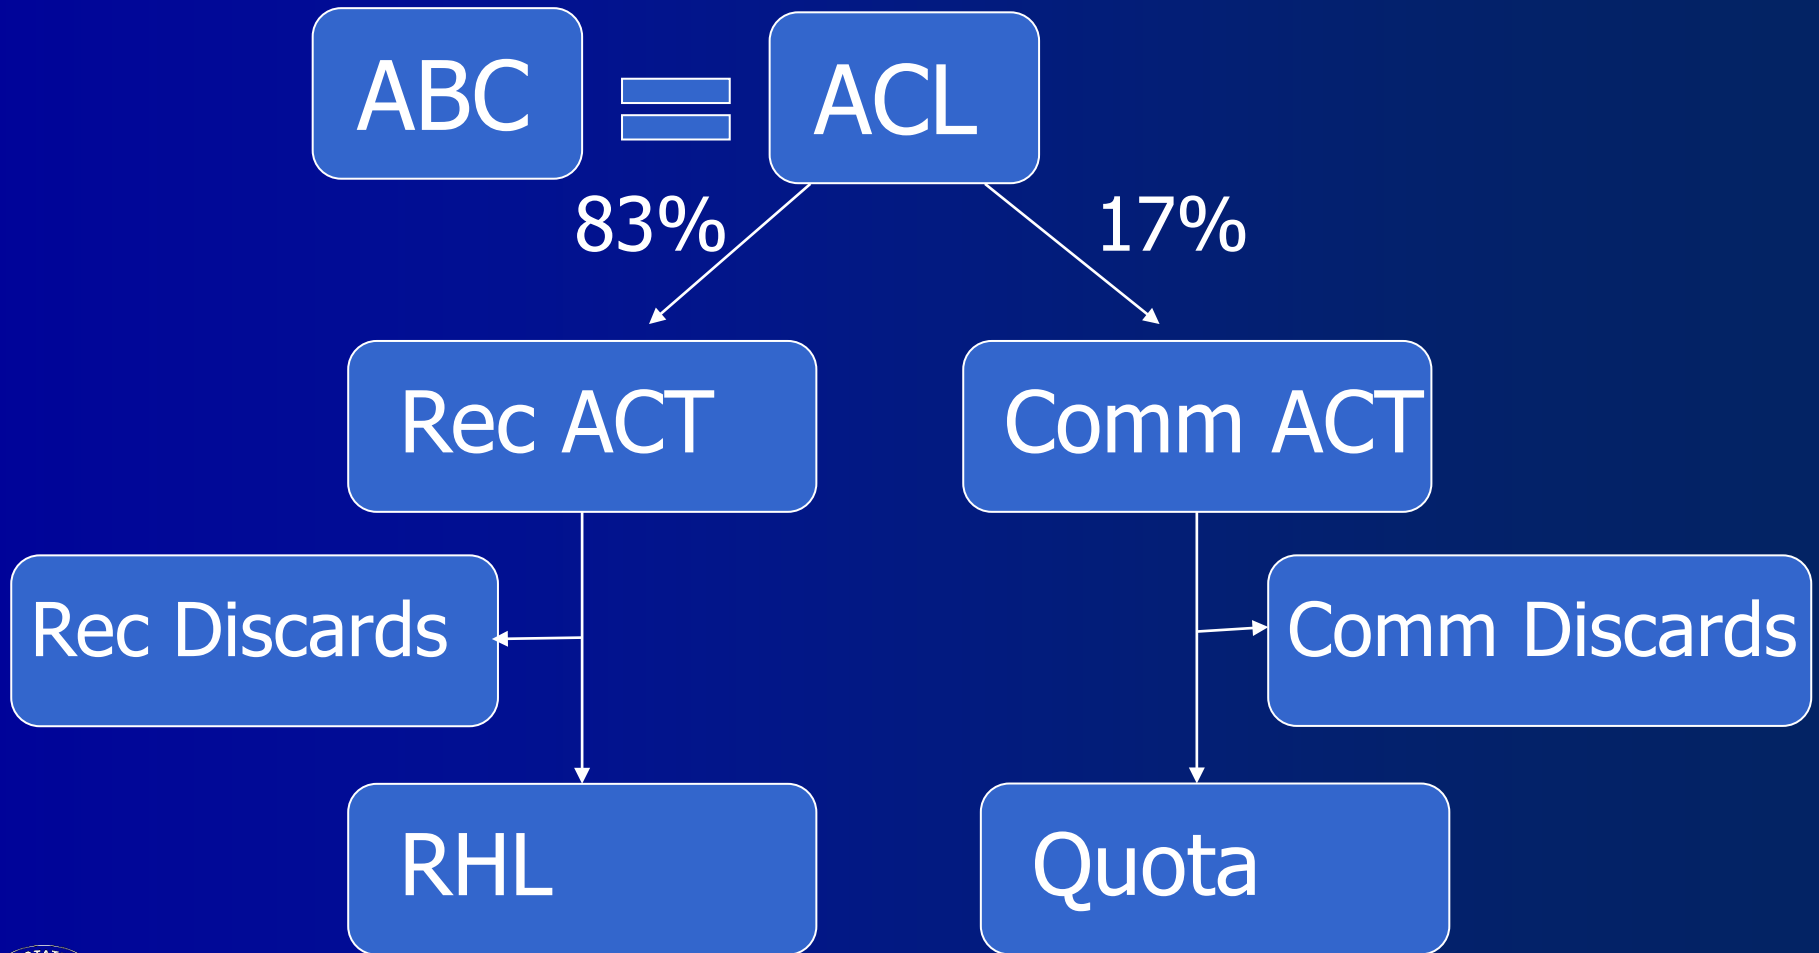 ABC
ACL
83%
17%
Rec ACT
Comm ACT
Rec Discards
Comm Discards
RHL
Quota